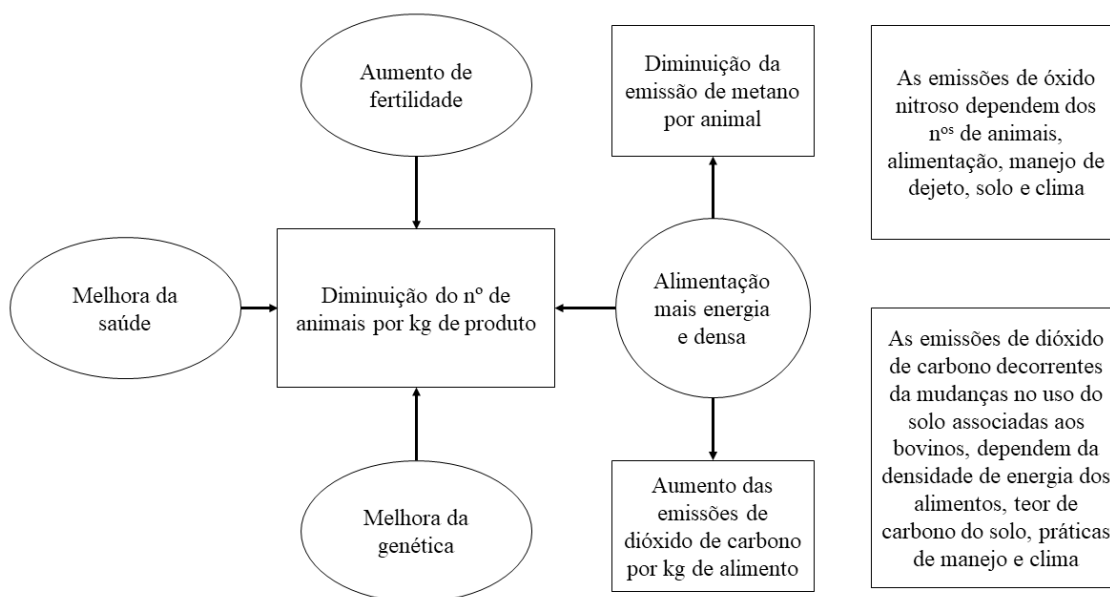 Aumento de
fertilidade
Diminuição da
emissão de metano
por animal
As emissões de óxido
nitroso dependem dos
nos de animais,
alimentação, manejo de
dejeto, solo e clima
Melhora da
saúde
Diminuição do nº de
animais por kg de produto
Alimentação
mais energia
e densa
As emissões de dióxido
de carbono decorrentes
da mudanças no uso do
solo associadas aos
bovinos, dependem da
densidade de energia dos
alimentos, teor de
carbono do solo, práticas
de manejo e clima
Melhora da
genética
Aumento das
emissões de
dióxido de carbono
por kg de alimento